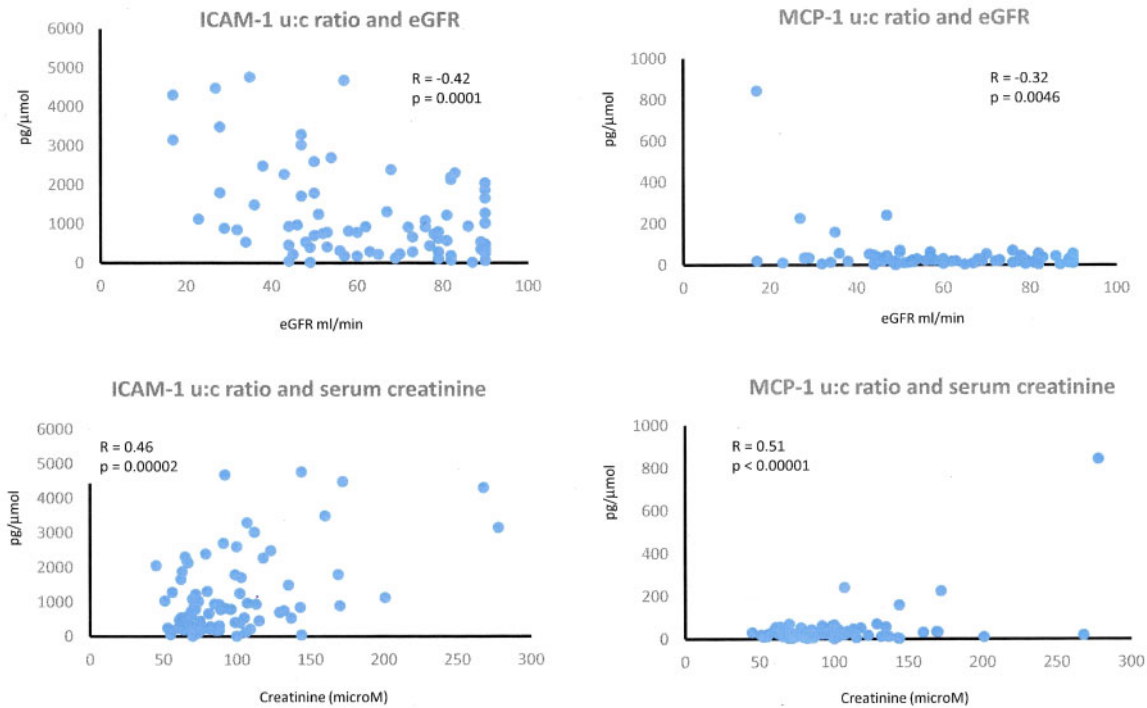 ICAM-1 u:c ratio and eGFR
6000
5000
4000
3000
2000
1000
0
pg/µmol
R = -0.42
p = 0.0001
0 20 40 60 80 100
eGFR ml/min
MCP-1 u:c ratio and eGFR
1000
800
600
400
200
0
pg/µmol
R = -0.32
p = 0.0046
0 20 40 60 80 100
eGFR ml/min
ICAM-1 u:c ratio and serum creatinine
6000
5000
4000
3000
2000
1000
0
pg/µmol
R = 0.46
p = 0.00002
0 50 100 150 200 250 300
Creatinine (microM)
MCP-1 u:c ratio and serum creatinine
1000
800
600
400
200
0
pg/µmol
R = 0.51
p < 0.00001
0 50 100 150 200 250 300
Creatinine (microM)